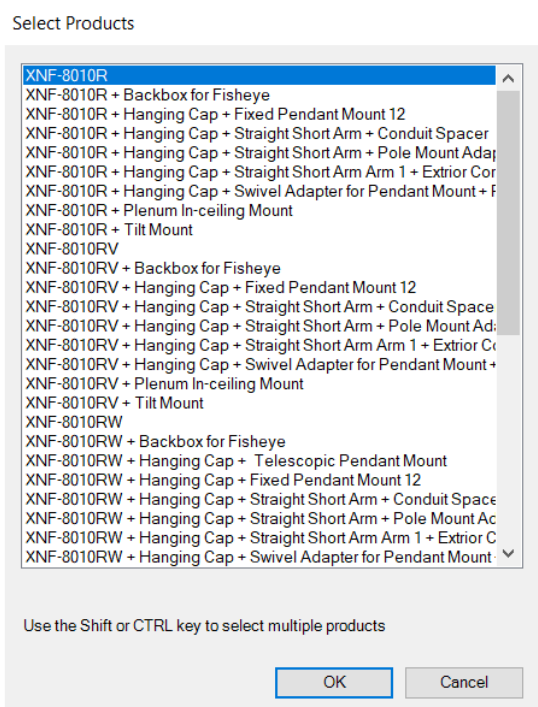 Select Products
XNF-8010R
XNF-8010R + Backbox for Fisheye
XNF-8010R + Hanging Cap + Fixed Pendant Mount 12
XNF-8010R + Hanging Cap + Straight Short Arm + Conduit Spacer
XNF-8010R + Hanging Cap + Straight Short Arm + Pole Mount Adap
XNF-8010R + Hanging Cap + Straight Short Arm Arm 1 + Extrior Cor
XNF-8010R + Hanging Cap + Swivel Adapter for Pendant Mount +
XNF-8010R + Plenum In-ceiling Mount
XNF-8010R + Tilt Mount
XNF-8010RV
XNF-8010RV + Backbox for Fisheye
XNF-8010RV + Hanging Cap + Fixed Pendant Mount 12
XNF-8010RV + Hanging Cap + Straight Short Arm + Conduit Space
XNF-8010RV + Hanging Cap + Straight Short Arm + Pole Mount Ad
XNF-8010RV + Hanging Cap + Straight Short Arm Arm 1 + Extrior C
XNF-8010RV + Hanging Cap + Swivel Adapter for Pendant Mount +
XNF-8010RV + Plenum In-ceiling Mount
XNF-8010RV + Tilt Mount
XNF-8010RW
XNF-8010RW + Backbox for Fisheye
XNF-8010RW + Hanging Cap + Telescopic Pendant Mount
XNF-8010RW + Hanging Cap + Fixed Pendant Mount 12
XNF-8010RW + Hanging Cap + Straight Short Arm + Conduit Space
XNF-8010RW + Hanging Cap + Straight Short Arm + Pole Mount Ac
XNF-8010RW + Hanging Cap + Straight Short Arm Arm 1 + Extrior C
XNF-8010RW + Hanging Cap + Swivel Adapter for Pendant Mount
Use the Shift or CTRL key to select multiple products
OK
Cancel